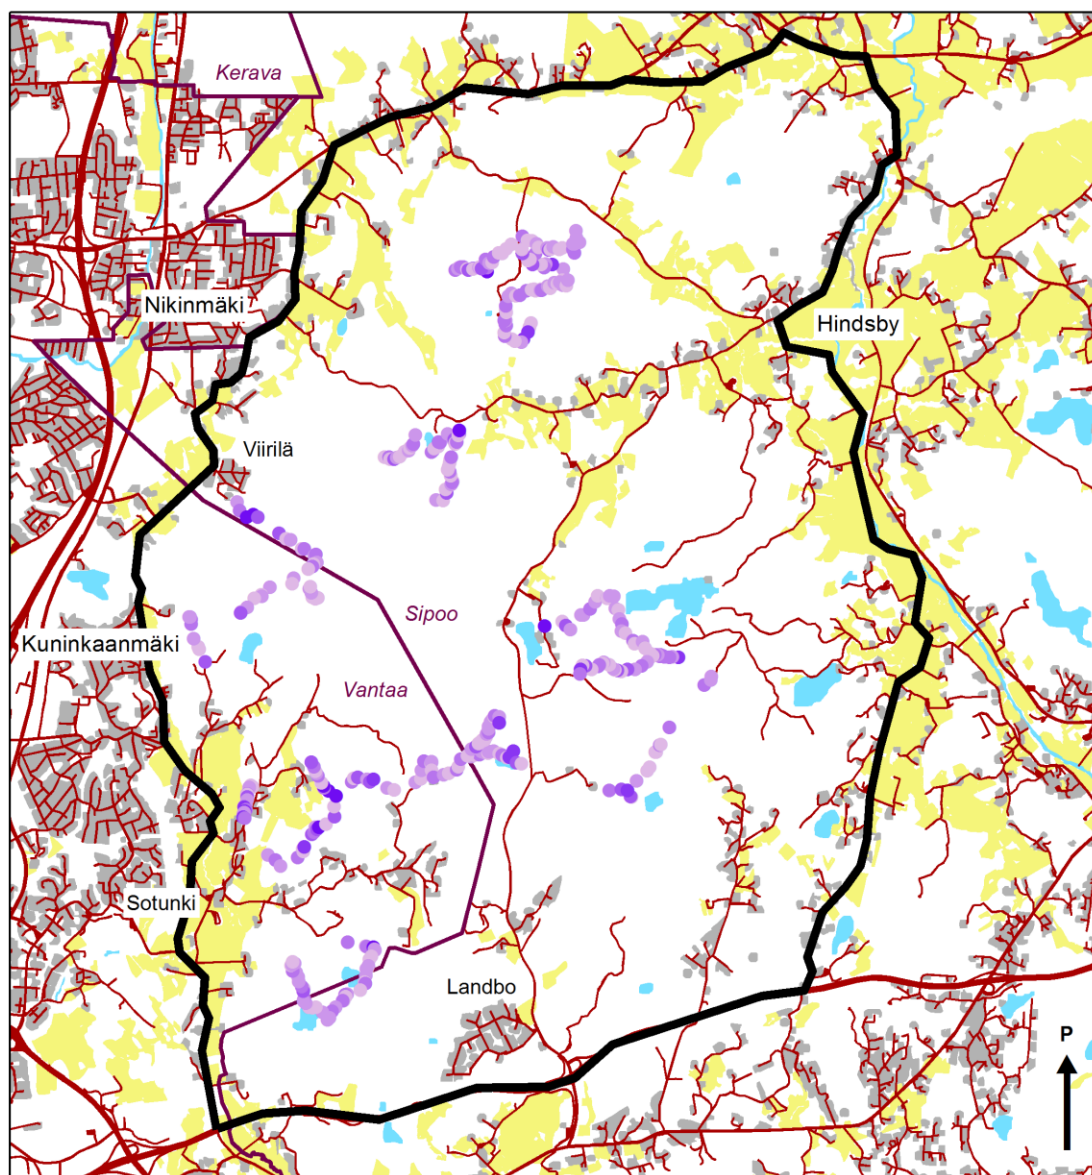 Kerava
Nikinmäki
Hindsby
Viirilä
Sipoo
Kuninkaanmäki
Vantaa
Sotunki
Landbo
P